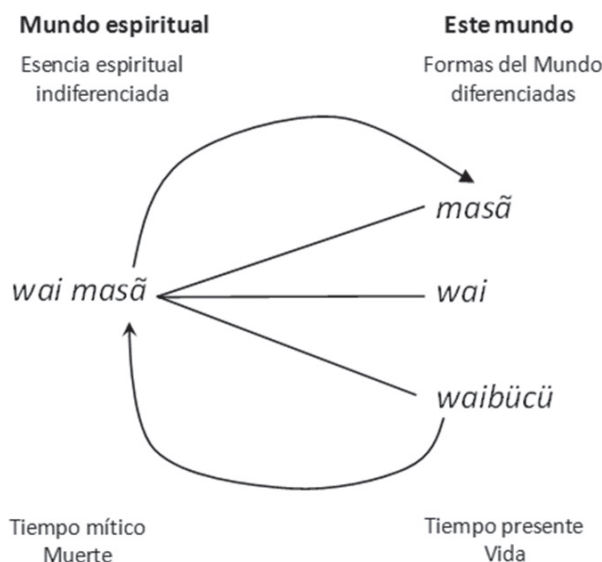 Mundo espiritual
Esencia espiritual
indiferenciada
Este mundo
Formas del Mundo
diferenciadas
masã
wai masã
wai
waibücü
Tiempo mítico
Muerte
Tiempo presente
Vida